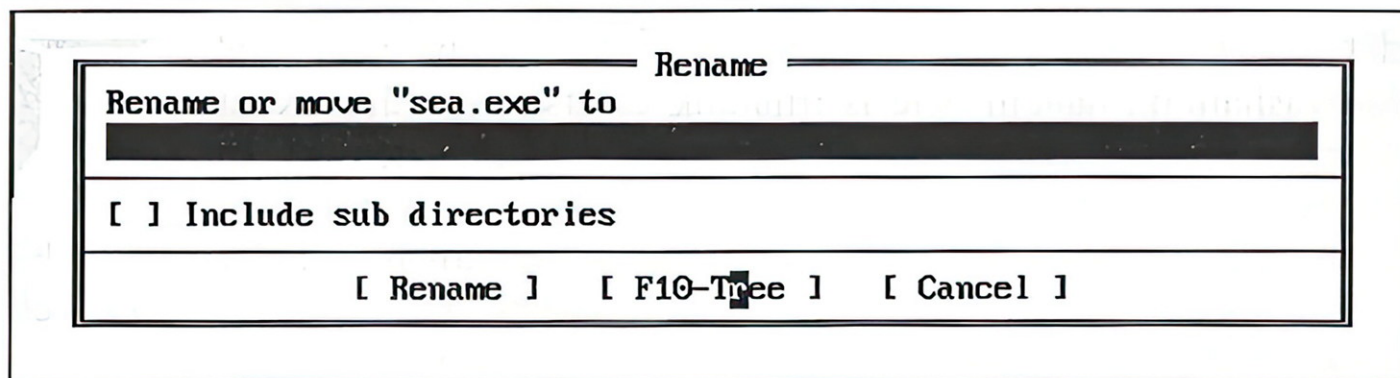 Rename
Rename or move "sea.exe" to
[ ] Include sub directories
[ Rename ] [ F10-Tree ] [ Cancel ]